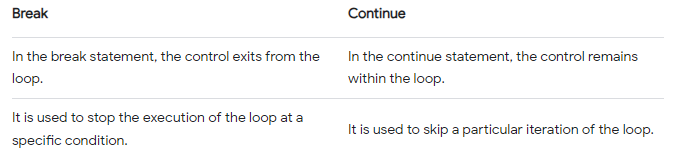 Break Continue
In the break statement, the control exits from the
loop.
In the continue statement, the control remains
within the loop.
It is used to stop the execution of the loop at a
specific condition.
It is used to skip a particular iteration of the loop.